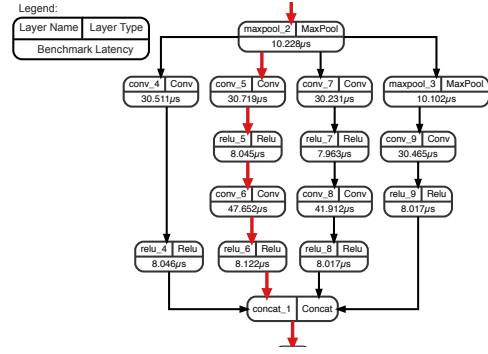 Legend:
Layer Name Layer Type
Benchmark Latency
maxpool_2 MaxPool
10.228µs
conv_4 Conv
30.511µs
conv_5 Conv
30.719µs
conv_7 Conv
30.231µs
maxpool_3 MaxPool
10.102µs
relu_5 Relu
8.045µs
relu_7 Relu
7.963µs
conv_9 Conv
30.465µs
conv_6 Conv
47.652µs
conv_8 Conv
41.912µs
relu_9 Relu
8.017µs
relu_4 Relu
8.046µs
relu_6 Relu
8.122µs
relu_8 Relu
8.017µs
concat_1 Concat